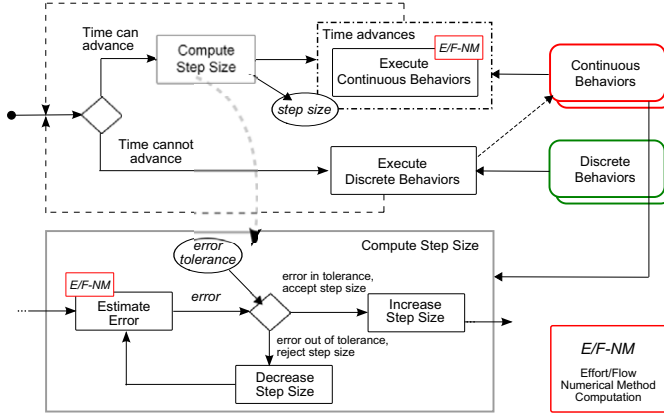 Time can
advance
Compute
Step Size
Time advances
E/F-NM
Execute
Continuous Behaviors
Continuous
Behaviors
step size
Time cannot
advance
Execute
Discrete Behaviors
Discrete
Behaviors
error
tolerance
Compute Step Size
E/F-NM
Estimate
Error
error
error in tolerance,
accept step size
Increase
Step Size
error out of tolerance,
reject step size
Decrease
Step Size
E/F-NM
Effort/Flow
Numerical Method
Computation